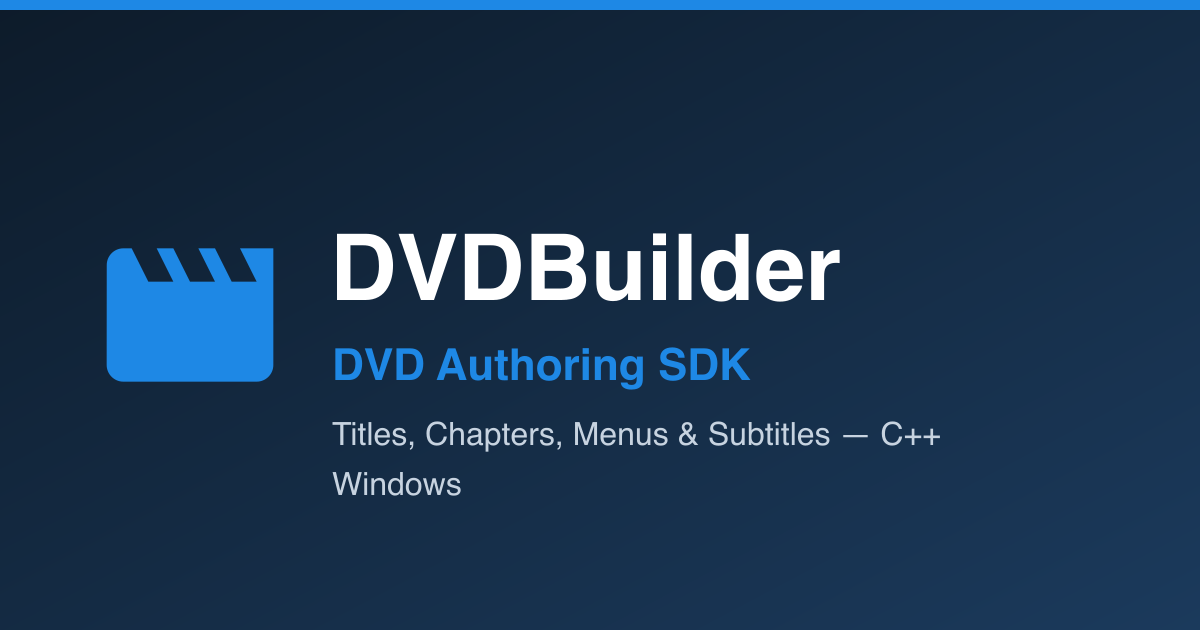 DVDBuilder
DVD Authoring SDK
Titles, Chapters, Menus & Subtitles — C++
Windows